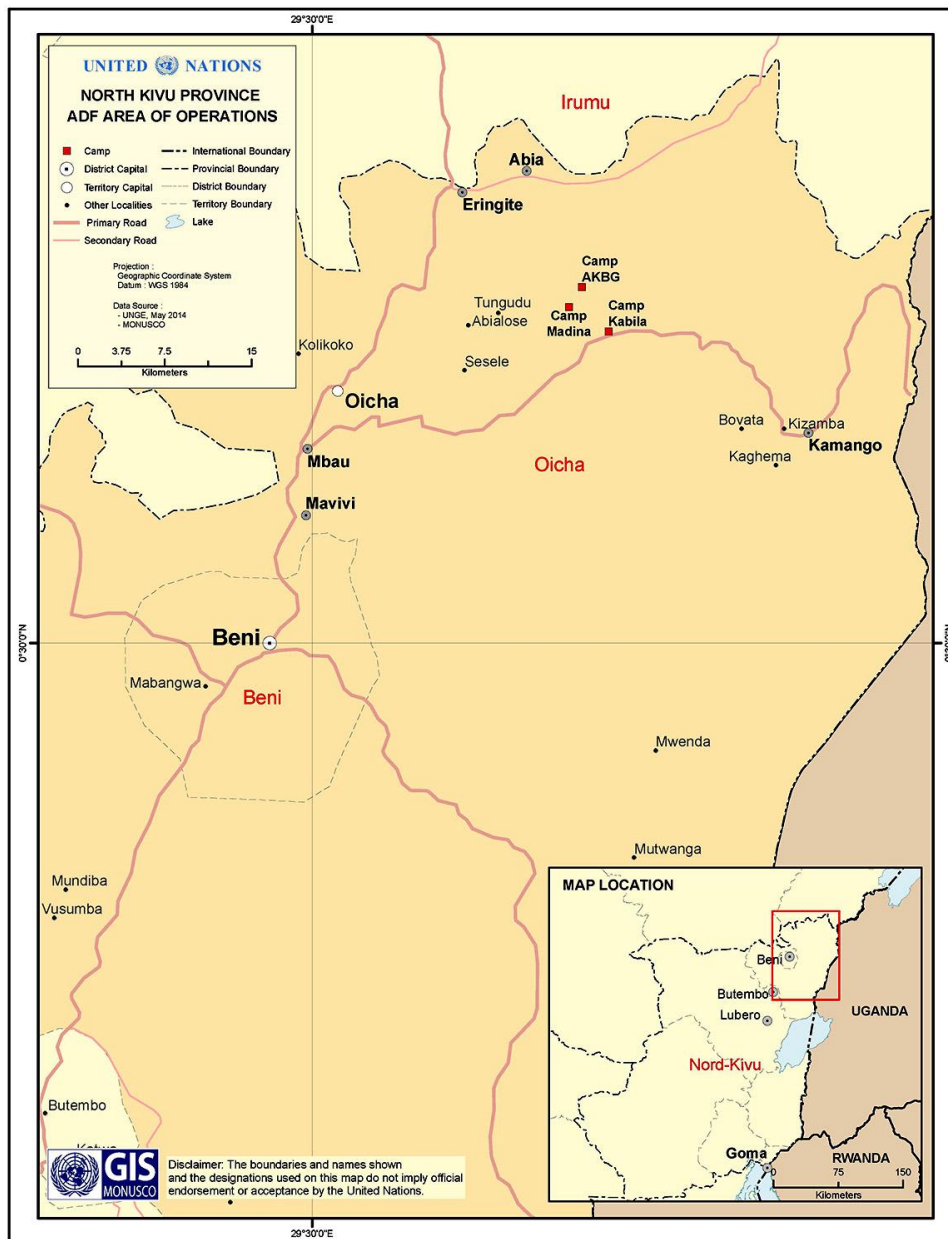 29°30'0"E
UNITED NATIONS
NORTH KIVU PROVINCE
ADF AREA OF OPERATIONS
Camp
District Capital
Territory Capital
Other Localities
Primary Road
Secondary Road
International Boundary
Provincial Boundary
District Boundary
Territory Boundary
Lake
Projection :
Geographic Coordinate System
Datum : WGS 1984
Data Source :
- UNGE, May 2014
- MONUSCO
0 3.75 7.5 15
Kilometers
Irumu
Abia
Eringite
Camp
AKBG
Tungudu
Abialose
Camp
Madina
Camp
Kabila
Kolikoko
Sesele
Oicha
Bovata
Kizamba
Kamango
Mbau
Oicha
Kaghema
Mavivi
Beni
0°30'0"N
0°30'0"N
Mabangwa
Beni
Mwenda
Mutwanga
Mundiba
Vusumba
Butembo
MAP LOCATION
Beni
Butembo
Lubero
UGANDA
Nord-Kivu
Goma
RWANDA
0 75 150
Kilometers
GIS
MONUSCO
Disclaimer: The boundaries and names shown
and the designations used on this map do not imply official
endorsement or acceptance by the United Nations.
29°30'0"E